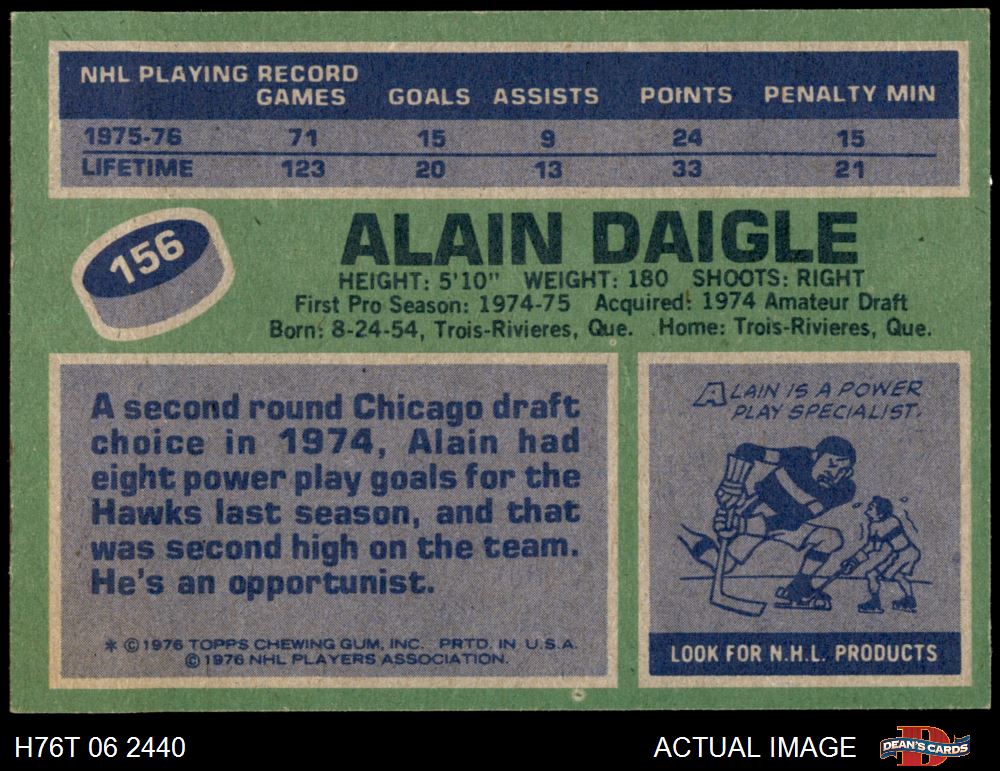 NHL PLAYING RECORD
GAMES GOALS ASSISTS POINTS PENALTY MIN
1975-76 71 15 9 24 15
LIFETIME 123 20 13 33 21
156
ALAIN DAIGLE
HEIGHT: 5'10" WEIGHT: 180 SHOOTS: RIGHT
First Pro Season: 1974-75 Acquired: 1974 Amateur Draft
Born: 8-24-54, Trois-Rivieres, Que. Home: Trois-Rivieres, Que.
A second round Chicago draft
choice in 1974, Alain had
eight power play goals for the
Hawks last season, and that
was second high on the team.
He's an opportunist.
* © 1976 TOPPS CHEWING GUM, INC. PRTD. IN U.S.A.
© 1976 NHL PLAYERS ASSOCIATION.
ALAIN IS A POWER
PLAY SPECIALIST.
LOOK FOR N.H.L. PRODUCTS
H76T 06 2440
ACTUAL IMAGE
DEAN'S CARDS